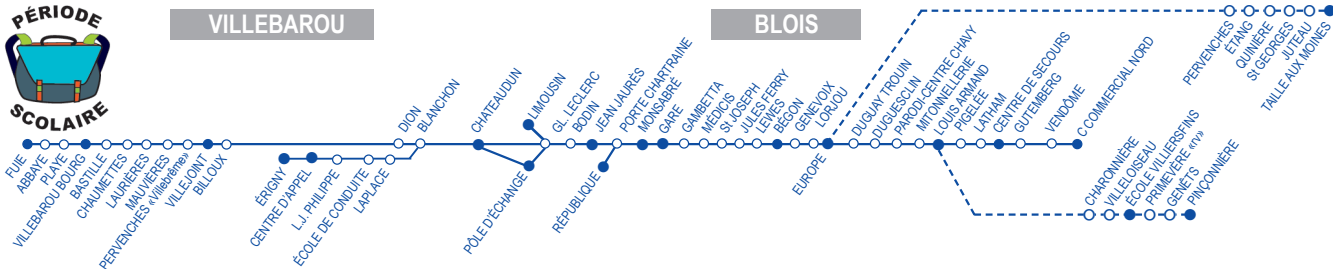 PÉRIODE
SCOLAIRE
VILLEBAROU
BLOIS
FUIE
ABBAYE
PLAYE
VILLEBAROU BOURG
BASTILLE
CHAUMETTES
LAURIÈRES
MAUVIÈRES
PERVENCHES «Villebrême»
VILLEJOINT
BILLOUX
ÉRIGNY
CENTRE D'APPEL
L.J. PHILIPPE
ÉCOLE DE CONDUITE
LAPLACE
DION
BLANCHON
CHATEAUDUN
PÔLE D'ÉCHANGE
LIMOUSIN
GL. LECLERC
BODIN
JEAN JAURÈS
RÉPUBLIQUE
PORTE CHARTRAINE
MONSABRÉ
GARE
GAMBETTA
MÉDICIS
ST JOSEPH
JULES FERRY
LEWES
BÉGON
GENEVOIX
LORJOU
EUROPE
DUGUAY TROUIN
DUGUESCLIN
PARDDI-CENTRE CHAVY
MITONNELLERIE
LOUIS ARMAND
PIGELÉE
LATHAM
CENTRE DE SECOURS
GUTEMBERG
VENDÔME
C COMMERCIAL NORD
PERVENCHES
ÉTANG
QUINIÈRE
St GEORGES
JUTEAU
TAILLE AUX MOINES
CHARONNIÈRE
VILLELOISEAU
ÉCOLE VILLIERSFINS
PRIMEVÈRE «rv»
GENÊTS
PINÇONNIÈRE